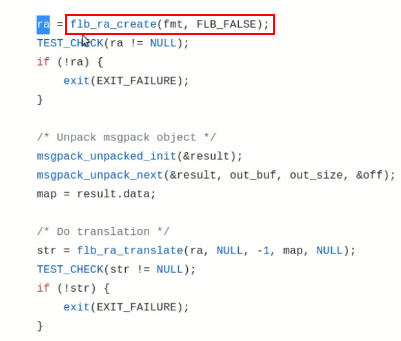 ra = flb_ra_create(fmt, FLB_FALSE);
TEST_CHECK(ra != NULL);
if (!ra) {
    exit(EXIT_FAILURE);
}

/* Unpack msgpack object */
msgpack_unpacked_init(&result);
msgpack_unpack_next(&result, out_buf, out_size, &off);
map = result.data;

/* Do translation */
str = flb_ra_translate(ra, NULL, -1, map, NULL);
TEST_CHECK(str != NULL);
if (!str) {
    exit(EXIT_FAILURE);
}